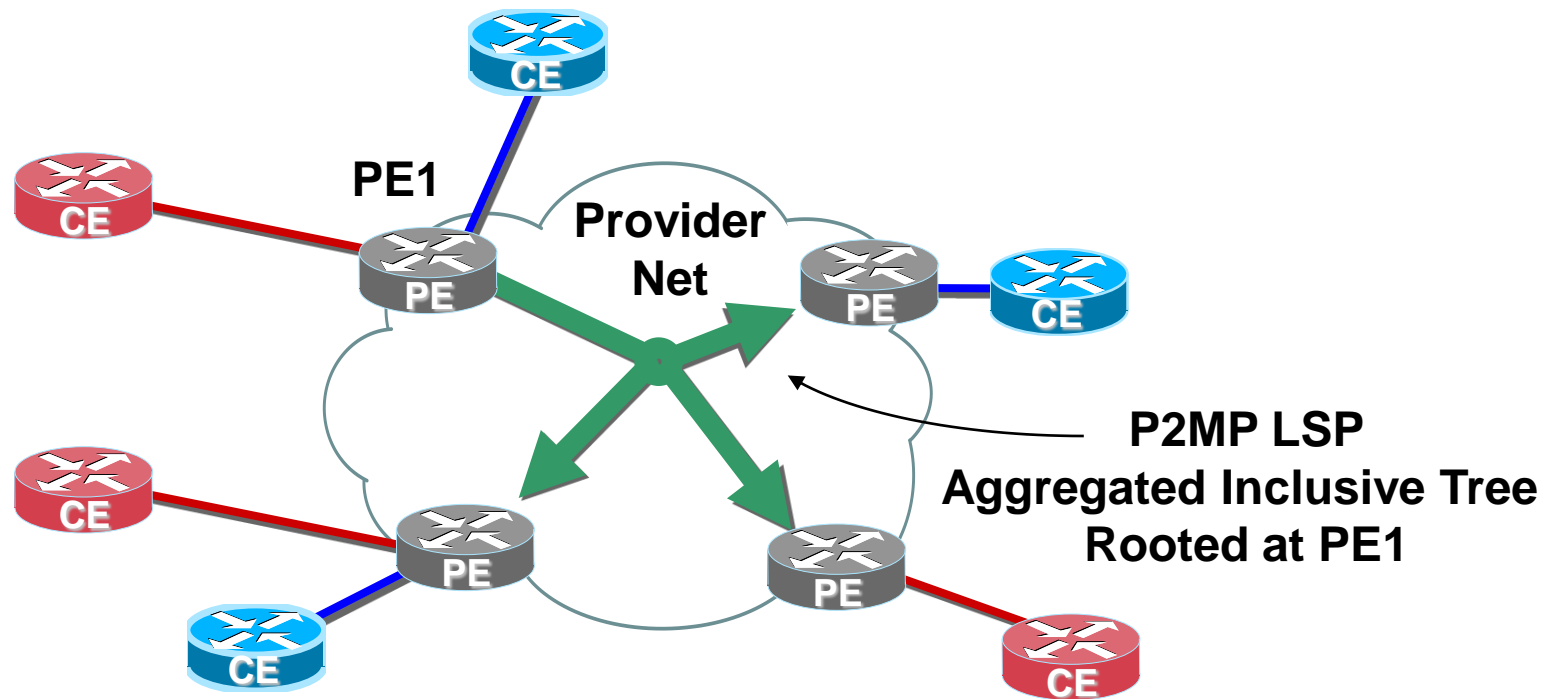 CE
PE1
CE
Provider
Net
PE
PE
CE
P2MP LSP
Aggregated Inclusive Tree
Rooted at PE1
CE
PE
PE
CE
CE